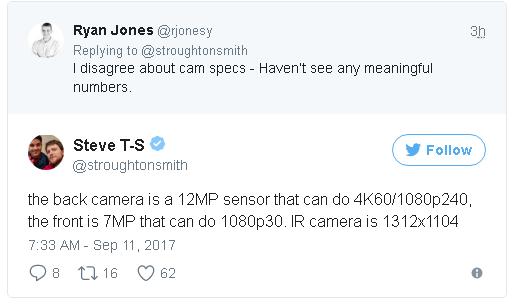 Ryan Jones @rjonesy 3h
Replying to @stroughtonsmith
I disagree about cam specs - Haven't see any meaningful
numbers.
Steve T-S
@stroughtonsmith
Follow
the back camera is a 12MP sensor that can do 4K60/1080p240,
the front is 7MP that can do 1080p30. IR camera is 1312x1104
7:33 AM - Sep 11, 2017
8 16 62